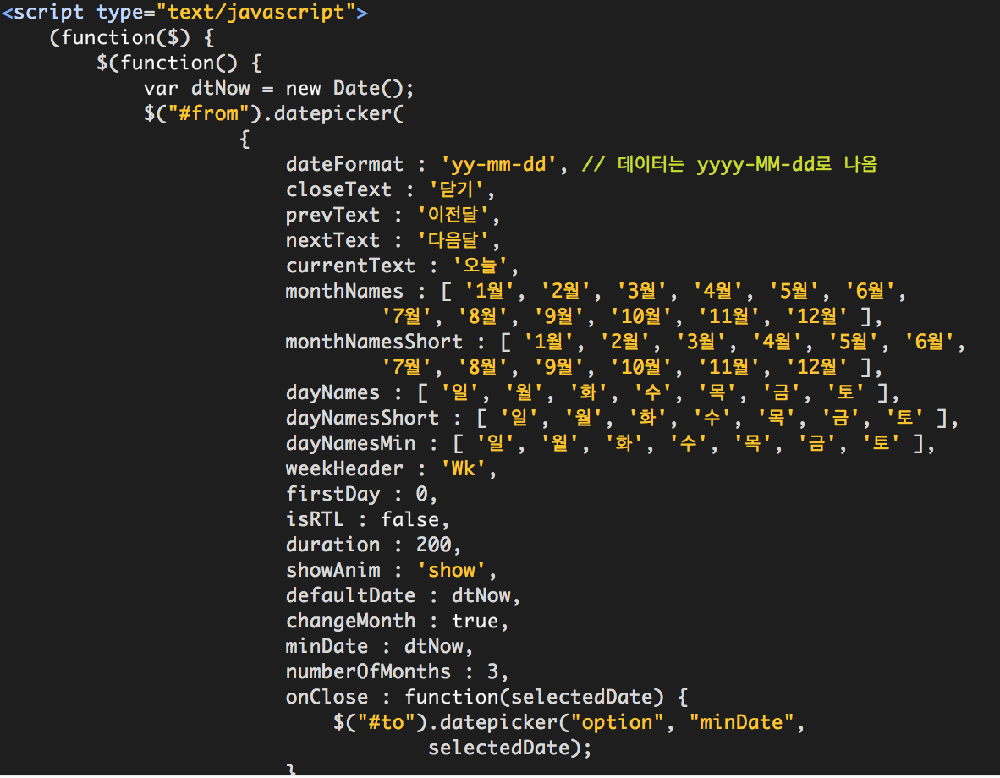 <script type="text/javascript">
(function($) {
$(function() {
var dtNow = new Date();
$("#from").datepicker(
{
dateFormat : 'yy-mm-dd', // 데이터는 yyyy-MM-dd로 나옴
closeText : '닫기',
prevText : '이전달',
nextText : '다음달',
currentText : '오늘',
monthNames : [ '1월', '2월', '3월', '4월', '5월', '6월',
'7월', '8월', '9월', '10월', '11월', '12월' ],
monthNamesShort : [ '1월', '2월', '3월', '4월', '5월', '6월',
'7월', '8월', '9월', '10월', '11월', '12월' ],
dayNames : [ '일', '월', '화', '수', '목', '금', '토' ],
dayNamesShort : [ '일', '월', '화', '수', '목', '금', '토' ],
dayNamesMin : [ '일', '월', '화', '수', '목', '금', '토' ],
weekHeader : 'Wk',
firstDay : 0,
isRTL : false,
duration : 200,
showAnim : 'show',
defaultDate : dtNow,
changeMonth : true,
minDate : dtNow,
numberOfMonths : 3,
onClose : function(selectedDate) {
$("#to").datepicker("option", "minDate",
selectedDate);
}